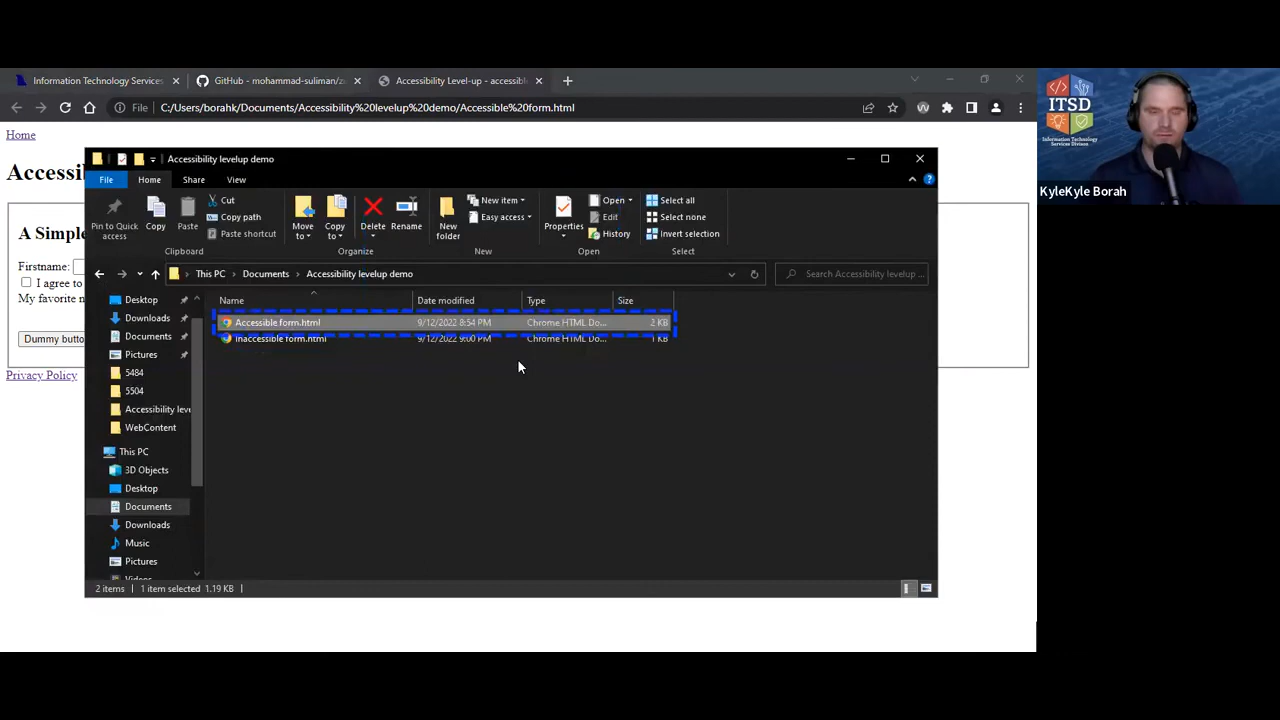 Information Technology Services
GitHub - mohammad-suliman/z
Accessibility Level-up - accessible
File
C:/Users/borahk/Documents/Accessibility%20levelup%20demo/Accessible%20form.html
Home
Accessib
A Simple
Firstname:
I agree to
My favorite n
Dummy butto
Privacy Policy
Accessibility levelup demo
File
Home
Share
View
Pin to Quick access
Copy
Paste
Cut
Copy path
Paste shortcut
Clipboard
Move to
Copy to
Delete
Rename
Organize
New folder
New item
Easy access
New
Properties
Open
Edit
History
Open
Select all
Select none
Invert selection
Select
This PC
Documents
Accessibility levelup demo
Search Accessibility levelup ...
Name
Date modified
Type
Size
Accessible form.html
9/12/2022 8:54 PM
Chrome HTML Do...
2 KB
Inaccessible form.html
9/12/2022 9:00 PM
Chrome HTML Do...
1 KB
Desktop
Downloads
Documents
Pictures
5484
5504
Accessibility leve
WebContent
This PC
3D Objects
Desktop
Documents
Downloads
Music
Pictures
Videos
2 items
1 item selected 1.19 KB
ITSD
Information Technology
Services Division
KyleKyle Borah